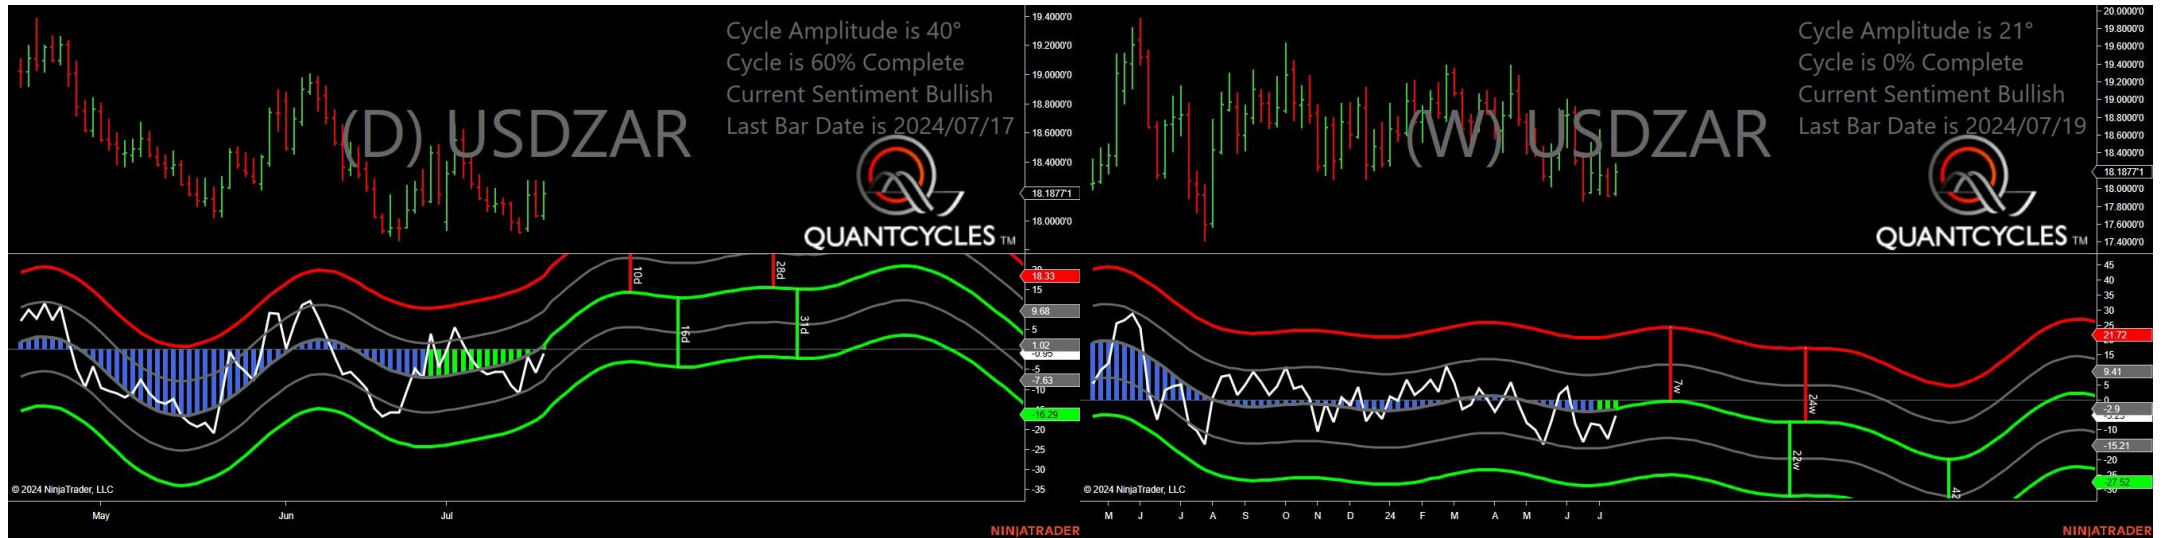 Cycle Amplitude is 40°
Cycle is 60% Complete
Current Sentiment Bullish
Last Bar Date is 2024/07/17
(D) USDZAR
QUANTCYCLES TM
19.4000'0
19.2000'0
19.0000'0
18.8000'0
18.6000'0
18.4000'0
18.1877'1
18.0000'0
10d
28d
16d
31d
20
18.33
15
9.68
5
1.02
-0.95
-5
-7.63
-10
-16.29
-20
-25
-30
-35
© 2024 NinjaTrader, LLC
May
Jun
Jul
NINJATRADER
Cycle Amplitude is 21°
Cycle is 0% Complete
Current Sentiment Bullish
Last Bar Date is 2024/07/19
(W) USDZAR
QUANTCYCLES TM
20.0000'0
19.8000'0
19.6000'0
19.4000'0
19.2000'0
19.0000'0
18.8000'0
18.6000'0
18.4000'0
18.1877'1
18.0000'0
17.8000'0
17.6000'0
17.4000'0
7w
24w
22w
42
45
40
35
30
25
21.72
15
9.41
5
0
-2.9
-10
-15.21
-20
-27.52
-30
© 2024 NinjaTrader, LLC
M J J A S O N D 24 F M A M J J
NINJATRADER